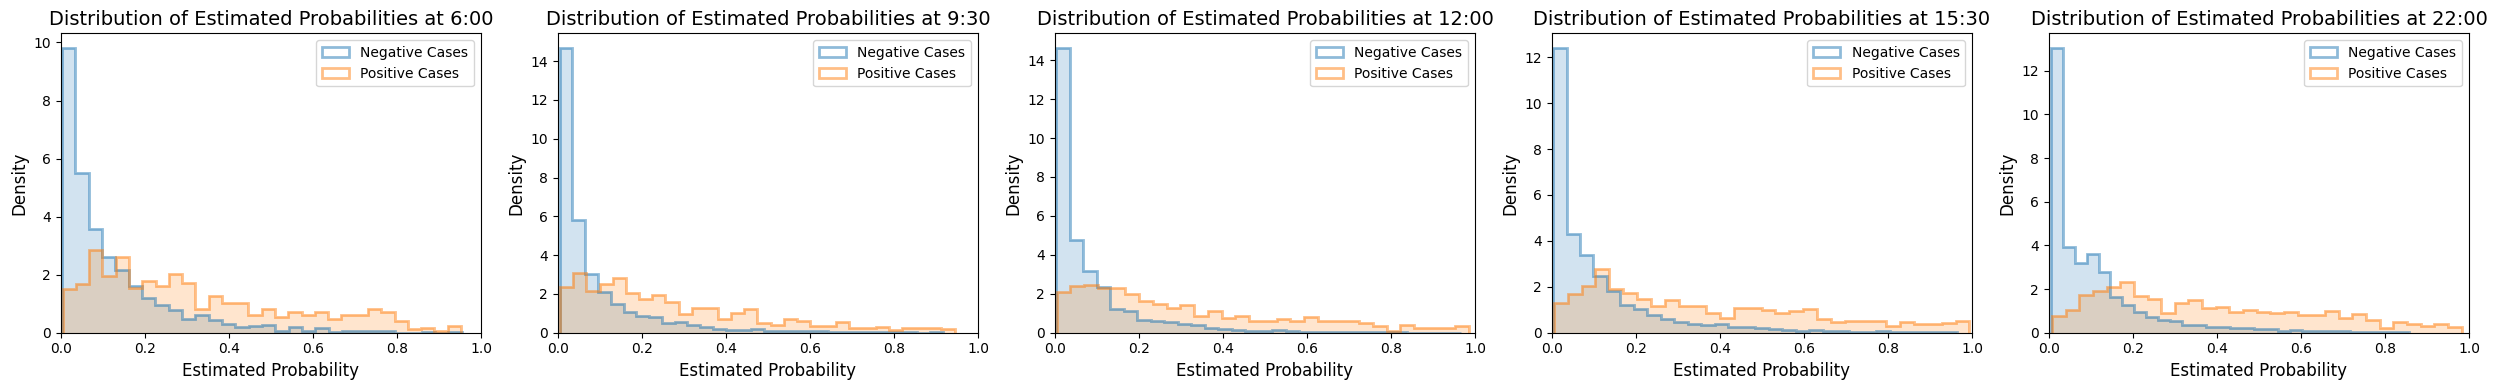 Distribution of Estimated Probabilities at 6:00
Negative Cases
Positive Cases
10
8
6
4
2
0
Density
0.0 0.2 0.4 0.6 0.8 1.0
Estimated Probability
Distribution of Estimated Probabilities at 9:30
Negative Cases
Positive Cases
14
12
10
8
6
4
2
0
Density
0.0 0.2 0.4 0.6 0.8 1.0
Estimated Probability
Distribution of Estimated Probabilities at 12:00
Negative Cases
Positive Cases
14
12
10
8
6
4
2
0
Density
0.0 0.2 0.4 0.6 0.8 1.0
Estimated Probability
Distribution of Estimated Probabilities at 15:30
Negative Cases
Positive Cases
12
10
8
6
4
2
0
Density
0.0 0.2 0.4 0.6 0.8 1.0
Estimated Probability
Distribution of Estimated Probabilities at 22:00
Negative Cases
Positive Cases
12
10
8
6
4
2
0
Density
0.0 0.2 0.4 0.6 0.8 1.0
Estimated Probability